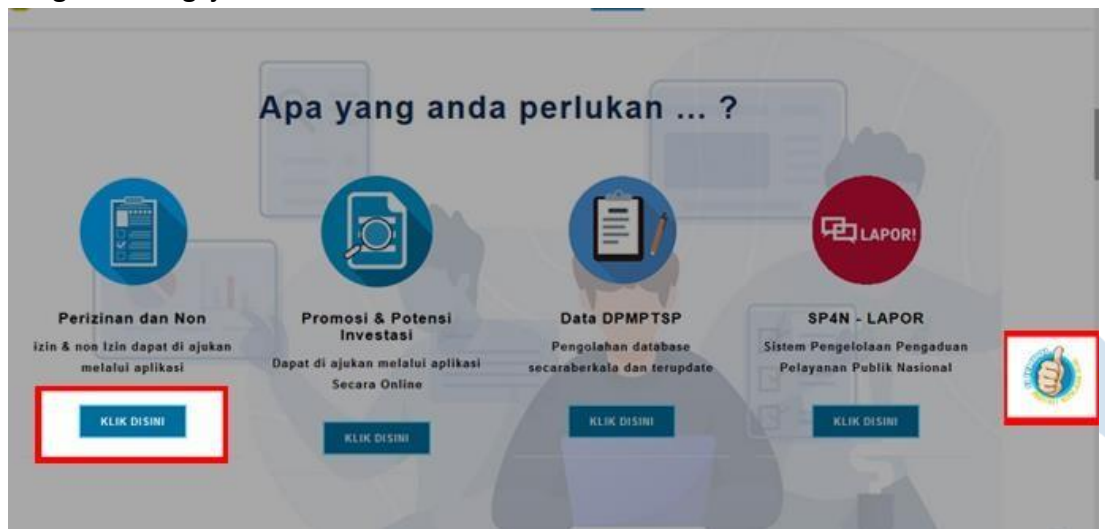 Apa yang anda perlukan ... ?
LAPOR!
Perizinan dan Non
izin & non Izin dapat di ajukan
melalui aplikasi
KLIK DISINI
Promosi & Potensi
Investasi
Dapat di ajukan melalui aplikasi
Secara Online
KLIK DISINI
Data DPMPTSP
Pengolahan database
secaraberkala dan terupdate
KLIK DISINI
SP4N - LAPOR
Sistem Pengelolaan Pengaduan
Pelayanan Publik Nasional
KLIK DISINI